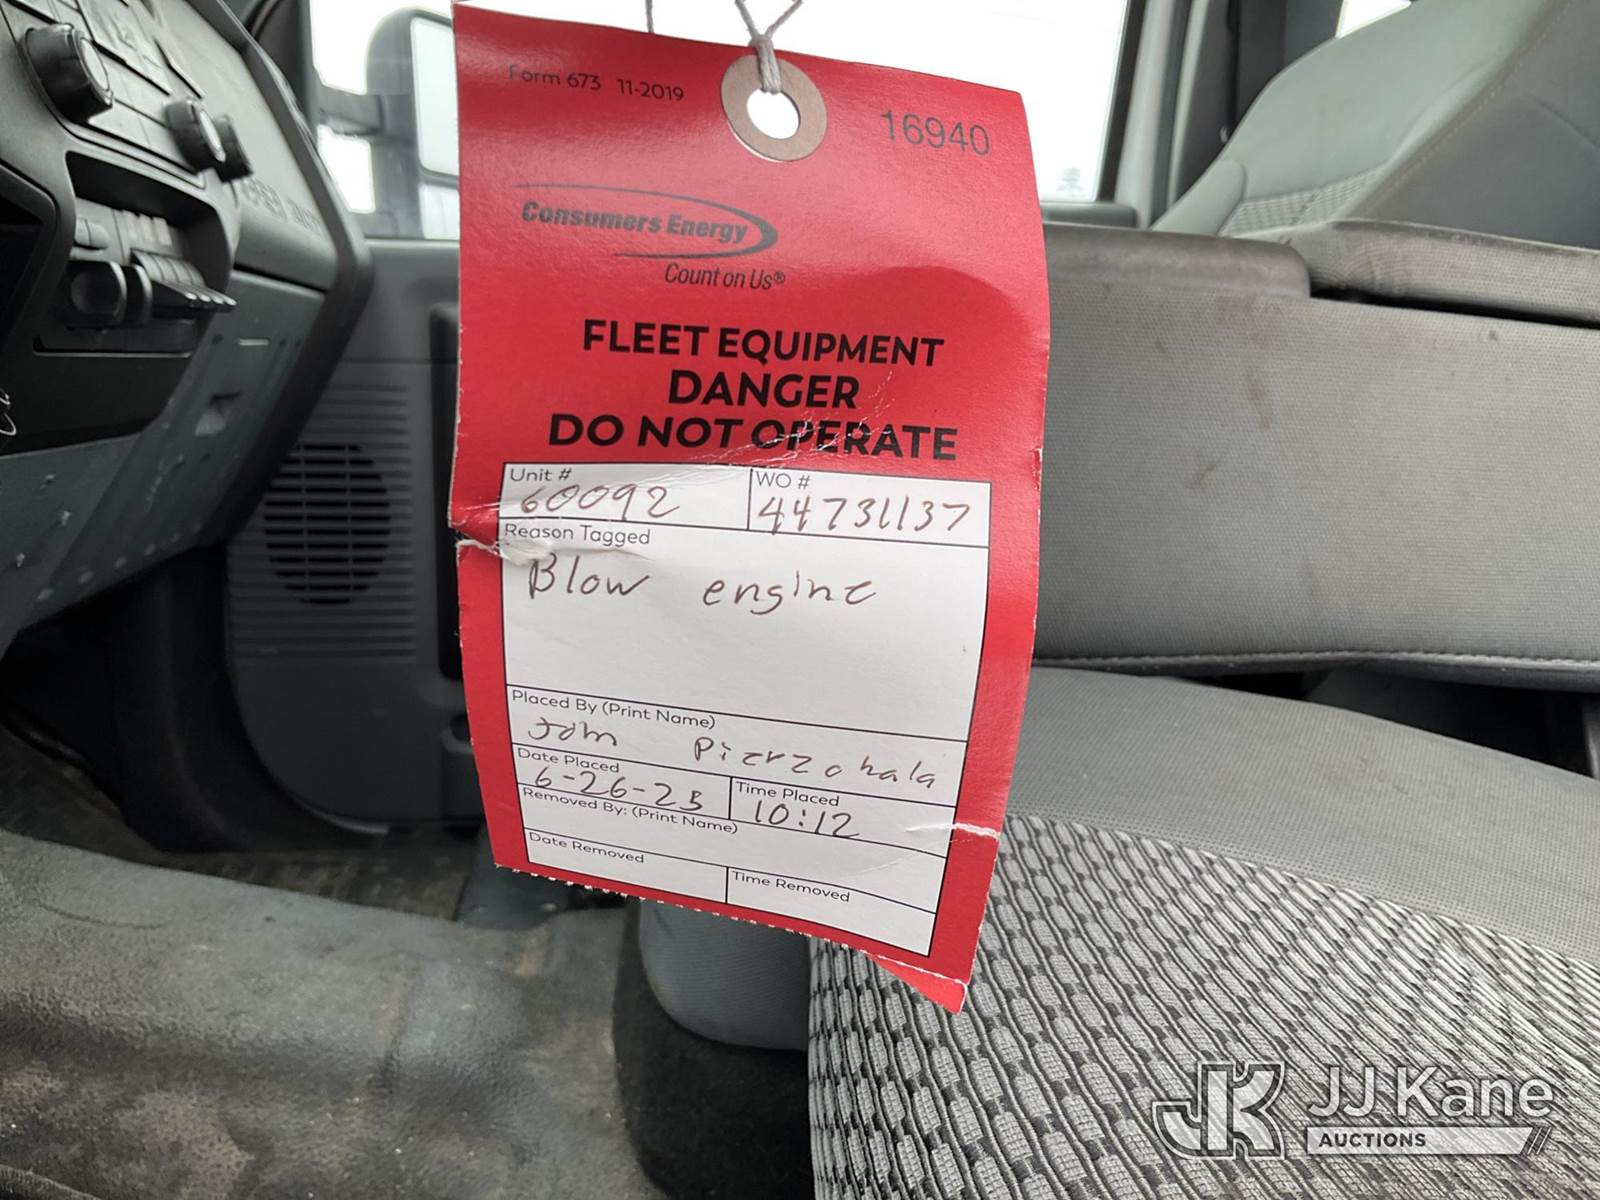 Form 673 11-2019
16940
Consumers Energy
Count on Us®
FLEET EQUIPMENT
DANGER
DO NOT OPERATE
Unit #
60092
WO #
44731137
Reason Tagged
Blow engine
Placed By (Print Name)
Pierzchala
Date Placed
6-26-25
Time Placed
10:12
Removed By: (Print Name)
Date Removed
Time Removed
JK
JJ Kane
AUCTIONS